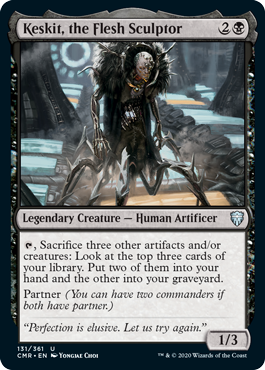 Keskit, the Flesh Sculptor 2
Legendary Creature — Human Artificer
, Sacrifice three other artifacts and/or
creatures: Look at the top three cards of
your library. Put two of them into your
hand and the other into your graveyard.
Partner (You can have two commanders if
both have partner.)
“Perfection is elusive. Let us try again.”
1/3
131/361 U
CMR • EN YONGJAE CHOI
™ & © 2020 Wizards of the Coast